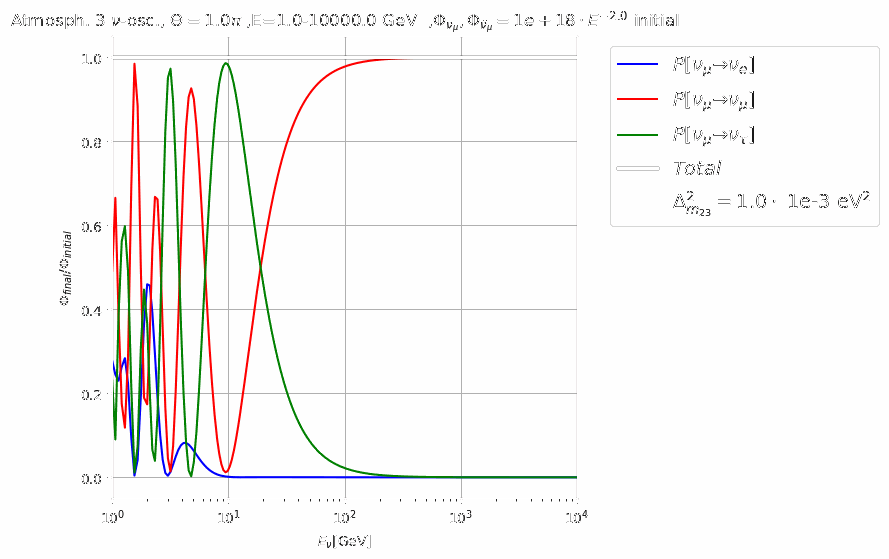 Atmosph. 3 ν-osc., Θ = 1.0π ,E=1.0-10000.0 GeV ,Φ_νμ, Φ_ν̄μ = 1e + 18 · E^-2.0 initial
P[νμ→νe]
P[νμ→νμ]
P[νμ→ντ]
Total
Δ²m23 = 1.0 · 1e-3 eV²
Φfinal/Φinitial
1.0
0.8
0.6
0.4
0.2
0.0
10⁰ 10¹ 10² 10³ 10⁴
Eν[GeV]